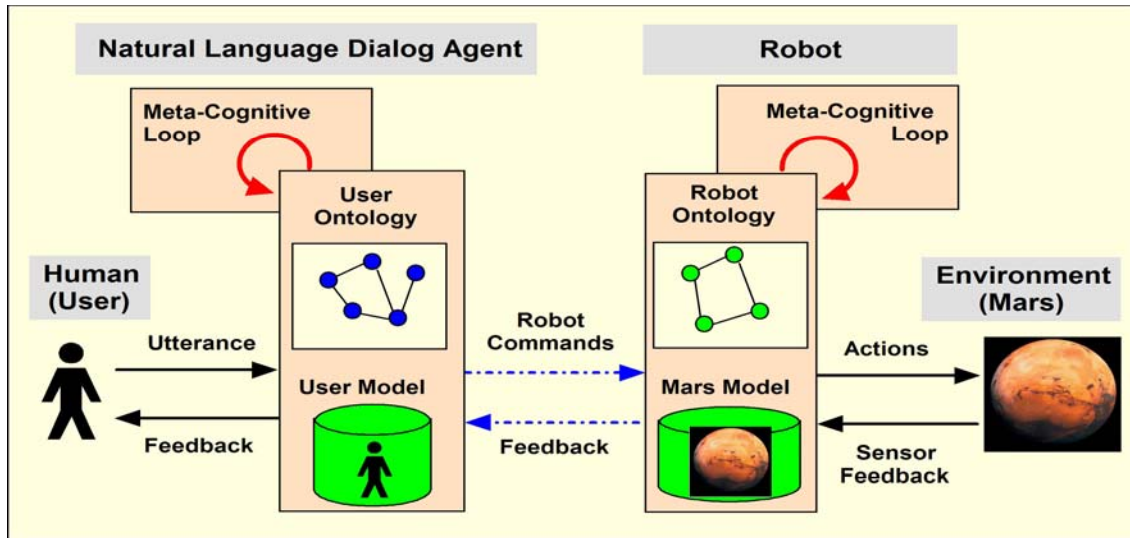 Natural Language Dialog Agent
Robot
Meta-Cognitive
Loop
Meta-Cognitive
Loop
User
Ontology
Robot
Ontology
Human
(User)
Environment
(Mars)
Utterance
Robot
Commands
Actions
User Model
Mars Model
Feedback
Feedback
Sensor
Feedback